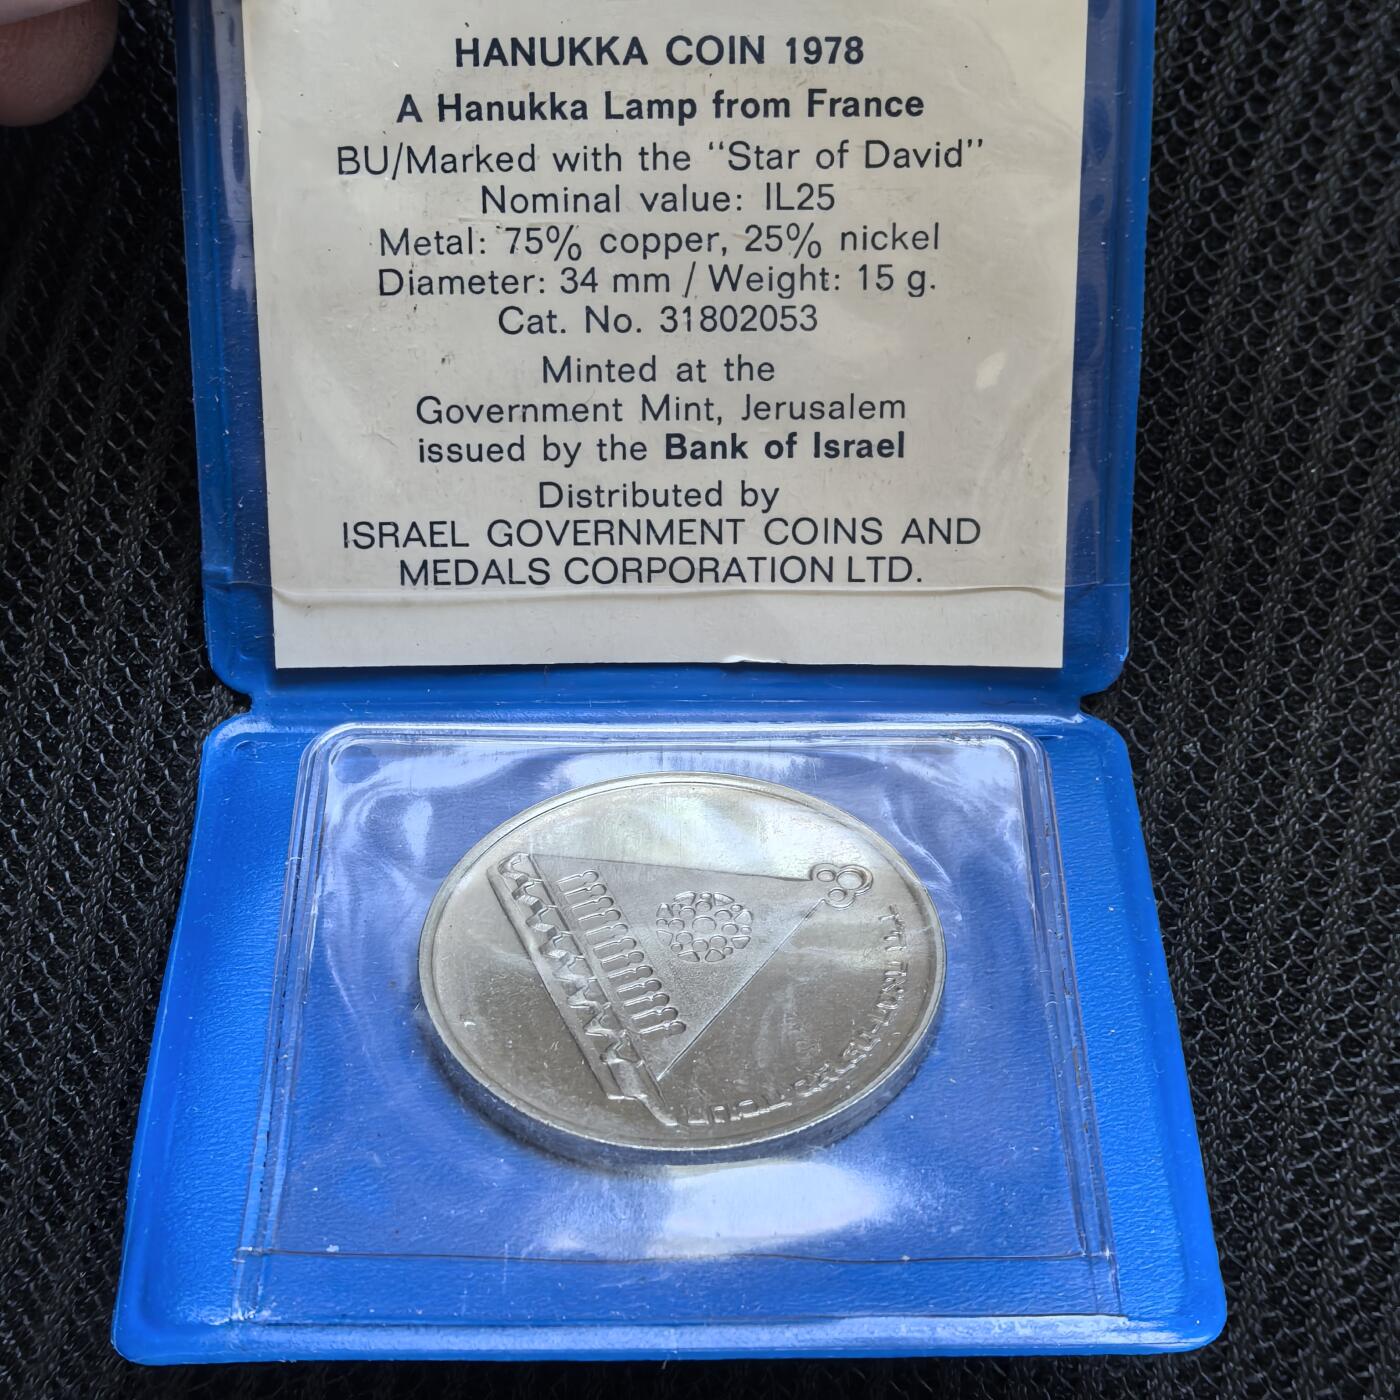 HANUKKA COIN 1978
A Hanukka Lamp from France
BU/Marked with the “Star of David”
Nominal value: IL25
Metal: 75% copper, 25% nickel
Diameter: 34 mm / Weight: 15 g.
Cat. No. 31802053
Minted at the
Government Mint, Jerusalem
issued by the Bank of Israel
Distributed by
ISRAEL GOVERNMENT COINS AND
MEDALS CORPORATION LTD.